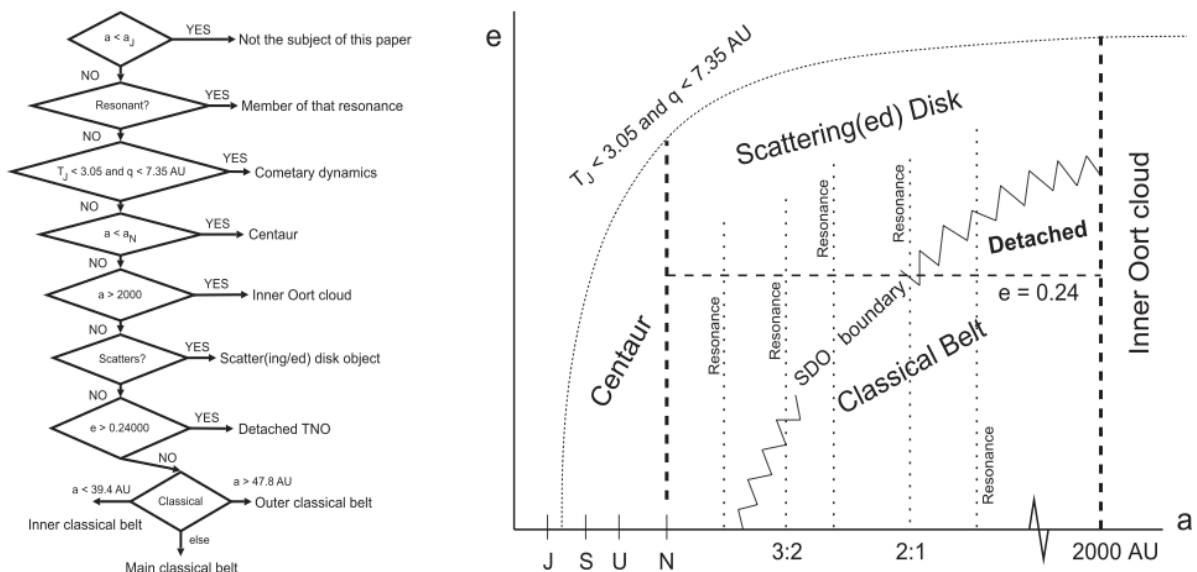 a < aJ
YES
Not the subject of this paper
NO
Resonant?
YES
Member of that resonance
NO
TJ < 3.05 and q < 7.35 AU
YES
Cometary dynamics
NO
a < aN
YES
Centaur
NO
a > 2000
YES
Inner Oort cloud
NO
Scatters?
YES
Scatter(ing/ed) disk object
NO
e > 0.24000
YES
Detached TNO
NO
a < 39.4 AU
Classical
a > 47.8 AU
Outer classical belt
Inner classical belt
else
Main classical belt
e
TJ < 3.05 and q < 7.35 AU
Scattering(ed) Disk
Resonance
Resonance
Detached
Inner Oort cloud
e = 0.24
Centaur
Resonance
Resonance
SDO boundary
Classical Belt
Resonance
a
J
S
U
N
3:2
2:1
2000 AU